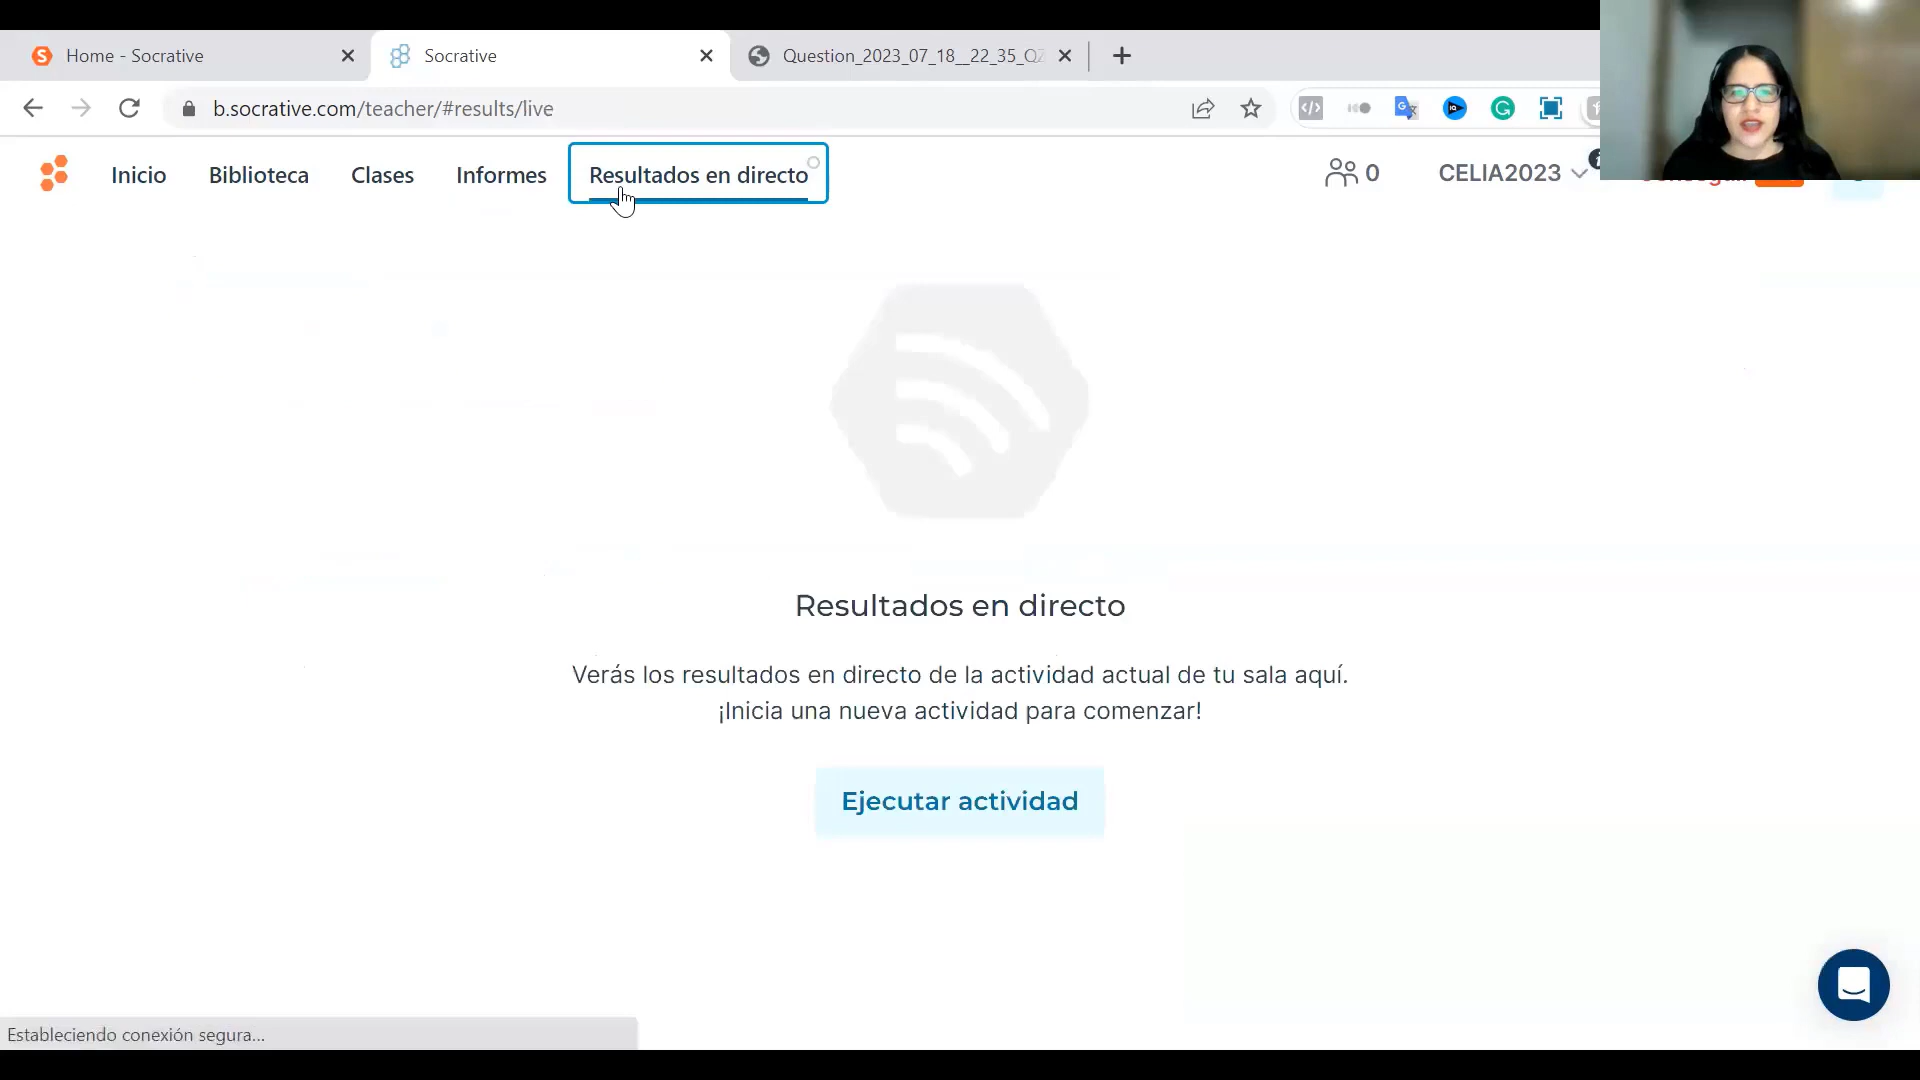 Home - Socrative
Socrative
Question_2023_07_18__22_35_QZ
b.socrative.com/teacher/#results/live
Inicio
Biblioteca
Clases
Informes
Resultados en directo
0
CELIA2023
Resultados en directo
Verás los resultados en directo de la actividad actual de tu sala aquí.
¡Inicia una nueva actividad para comenzar!
Ejecutar actividad
Estableciendo conexión segura...